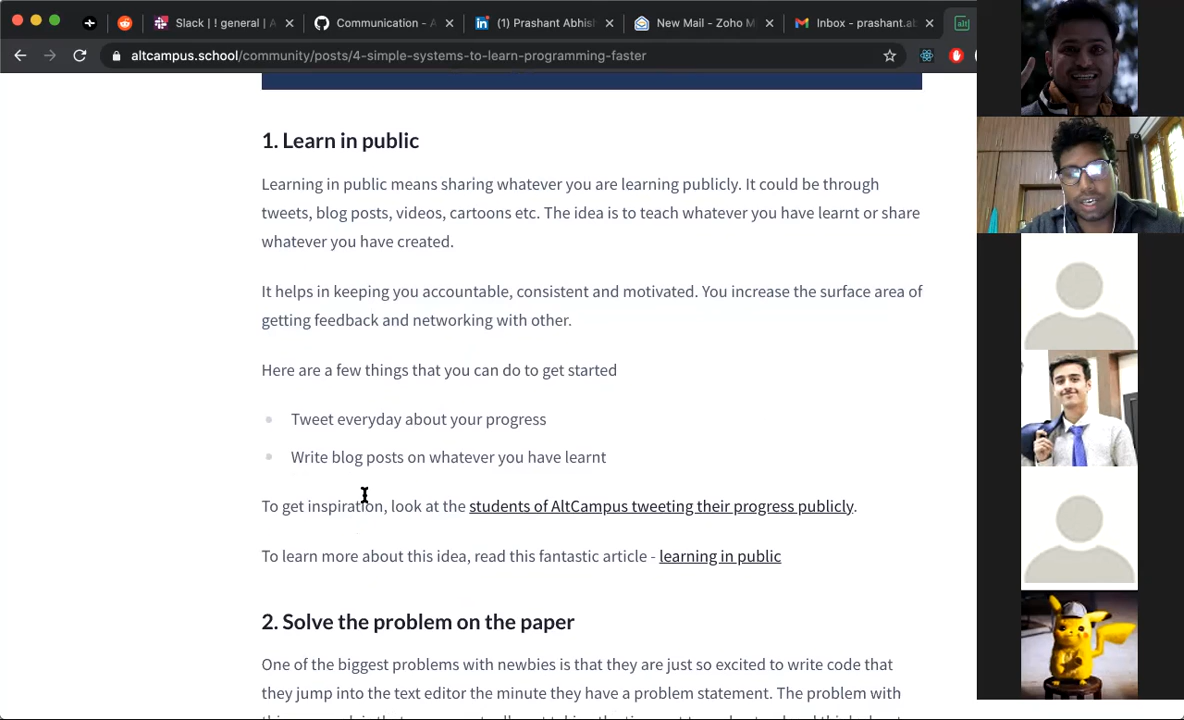 Slack | ! general | A
Communication - A
(1) Prashant Abhish
New Mail - Zoho M
Inbox - prashant.ab
alt
altcampus.school/community/posts/4-simple-systems-to-learn-programming-faster
1. Learn in public
Learning in public means sharing whatever you are learning publicly. It could be through
tweets, blog posts, videos, cartoons etc. The idea is to teach whatever you have learnt or share
whatever you have created.
It helps in keeping you accountable, consistent and motivated. You increase the surface area of
getting feedback and networking with other.
Here are a few things that you can do to get started
Tweet everyday about your progress
Write blog posts on whatever you have learnt
To get inspiration, look at the students of AltCampus tweeting their progress publicly.
To learn more about this idea, read this fantastic article - learning in public
2. Solve the problem on the paper
One of the biggest problems with newbies is that they are just so excited to write code that
they jump into the text editor the minute they have a problem statement. The problem with